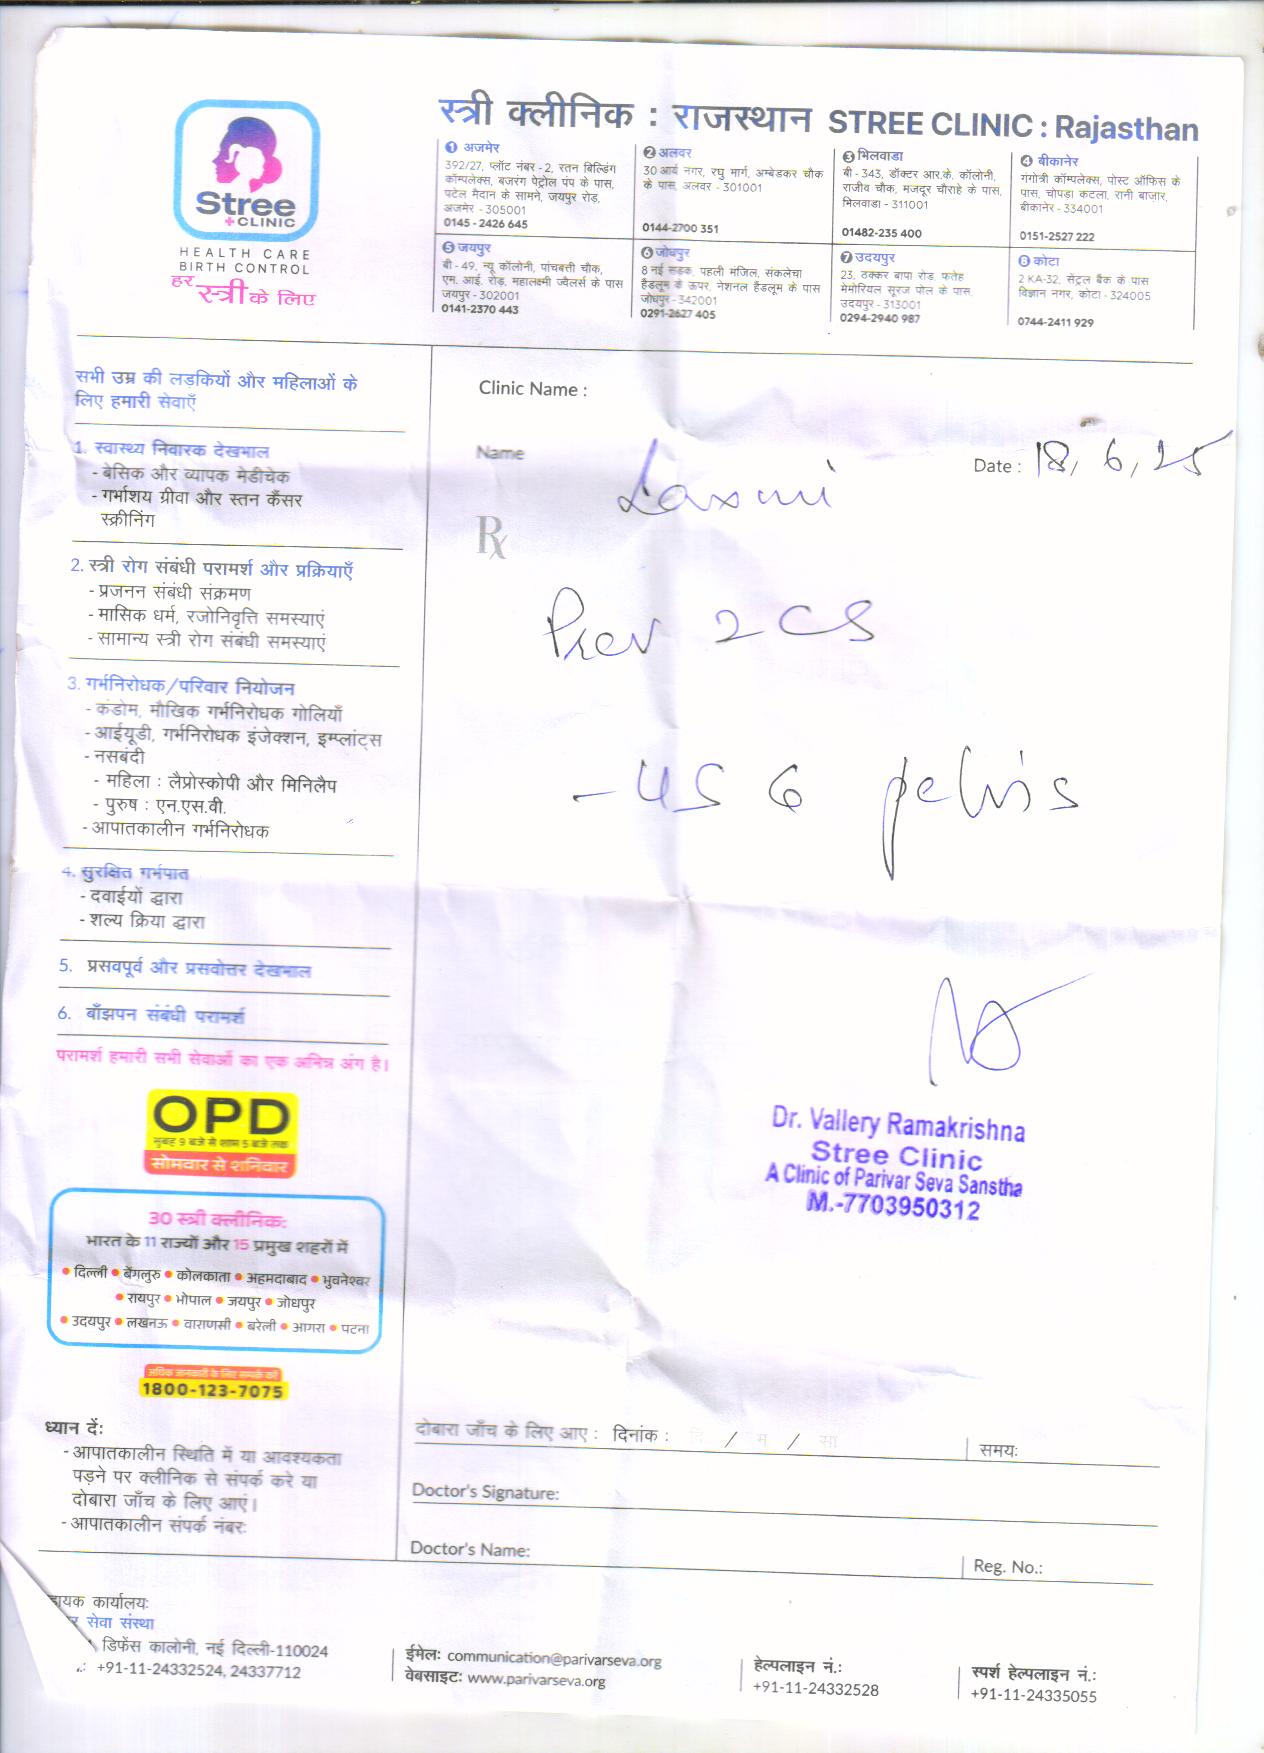 Stree
CLINIC
HEALTH CARE
BIRTH CONTROL
हर स्त्री के लिए
स्त्री क्लीनिक : राजस्थान STREE CLINIC : Rajasthan
1 अजमेर
392/27, प्लॉट नंबर - 2, रतन बिल्डिंग
कॉम्पलेक्स, बजरंग पेट्रोल पंप के पास,
पटेल मैदान के सामने, जयपुर रोड़,
अजमेर - 305001
0145 - 2426 645
2 अलवर
30 आर्य नगर, रघु मार्ग, अम्बेडकर चौक
के पास, अलवर - 301001
0144-2700 351
3 भिलवाडा
बी - 343, डॉक्टर आर.के. कॉलोनी,
राजीव चौक, मजदूर चौराहे के पास,
भिलवाडा - 311001
01482-235 400
4 बीकानेर
गंगोत्री कॉम्पलेक्स, पोस्ट ऑफिस के
पास, चोपड़ा कटला, रानी बाजार,
बीकानेर - 334001
0151-2527 222
5 जयपुर
बी - 49, न्यू कॉलोनी, पांचबत्ती चौक,
एम. आई. रोड़, महालक्ष्मी ज्वैलर्स के पास
जयपुर - 302001
0141-2370 443
6 जोधपुर
8 नई सड़क, पहली मंजिल, संकलेचा
हैंडलूम के ऊपर, नेशनल हैंडलूम के पास
जोधपुर - 342001
0291-2627 405
7 उदयपुर
23, ठक्कर बापा रोड, फतेह
मेमोरियल सूरज पोल के पास,
उदयपुर - 313001
0294-2940 987
8 कोटा
2 KA-32, सेंट्रल बैंक के पास
विज्ञान नगर, कोटा - 324005
0744-2411 929
सभी उम्र की लड़कियों और महिलाओं के
लिए हमारी सेवाएँ
1. स्वास्थ्य निवारक देखभाल
- बेसिक और व्यापक मेडीचेक
- गर्भाशय ग्रीवा और स्तन कैंसर
स्क्रीनिंग
2. स्त्री रोग संबंधी परामर्श और प्रक्रियाएँ
- प्रजनन संबंधी संक्रमण
- मासिक धर्म, रजोनिवृत्ति समस्याएं
- सामान्य स्त्री रोग संबंधी समस्याएं
3. गर्भनिरोधक/परिवार नियोजन
- कंडोम, मौखिक गर्भनिरोधक गोलियाँ
- आईयूडी, गर्भनिरोधक इंजेक्शन, इम्प्लांट्स
- नसबंदी
- महिला : लैप्रोस्कोपी और मिनिलैप
- पुरुष : एन.एस.वी.
- आपातकालीन गर्भनिरोधक
4. सुरक्षित गर्भपात
- दवाईयों द्वारा
- शल्य क्रिया द्वारा
5. प्रसवपूर्व और प्रसवोत्तर देखभाल
6. बाँझपन संबंधी परामर्श
परामर्श हमारी सभी सेवाओं का एक अभिन्न अंग है।
OPD
सुबह 9 बजे से शाम 5 बजे तक
सोमवार से शनिवार
30 स्त्री क्लीनिक:
भारत के 11 राज्यों और 15 प्रमुख शहरों में
• दिल्ली • बेंगलुरु • कोलकाता • अहमदाबाद • भुवनेश्वर
• रायपुर • भोपाल • जयपुर • जोधपुर
• उदयपुर • लखनऊ • वाराणसी • बरेली • आगरा • पटना
अधिक जानकारी के लिए सम्पर्क करें
1800-123-7075
ध्यान दें:
- आपातकालीन स्थिति में या आवश्यकता
पड़ने पर क्लीनिक से संपर्क करे या
दोबारा जाँच के लिए आएं।
- आपातकालीन संपर्क नंबर:
Clinic Name :
Name Laxmi Date : 18, 6, 25
Rx
Prev 2 CS
- USG pelvis
Dr. Vallery Ramakrishna
Stree Clinic
A Clinic of Parivar Seva Sanstha
M.-7703950312
दोबारा जाँच के लिए आए : दिनांक : दि / म / सा समय:
Doctor's Signature:
Doctor's Name: Reg. No.:
कार्यालय:
सेवा संस्था
डिफेंस कालोनी, नई दिल्ली-110024
+91-11-24332524, 24337712
ईमेल: communication@parivarseva.org
वेबसाइट: www.parivarseva.org
हेल्पलाइन नं.:
+91-11-24332528
स्पर्श हेल्पलाइन नं.:
+91-11-24335055